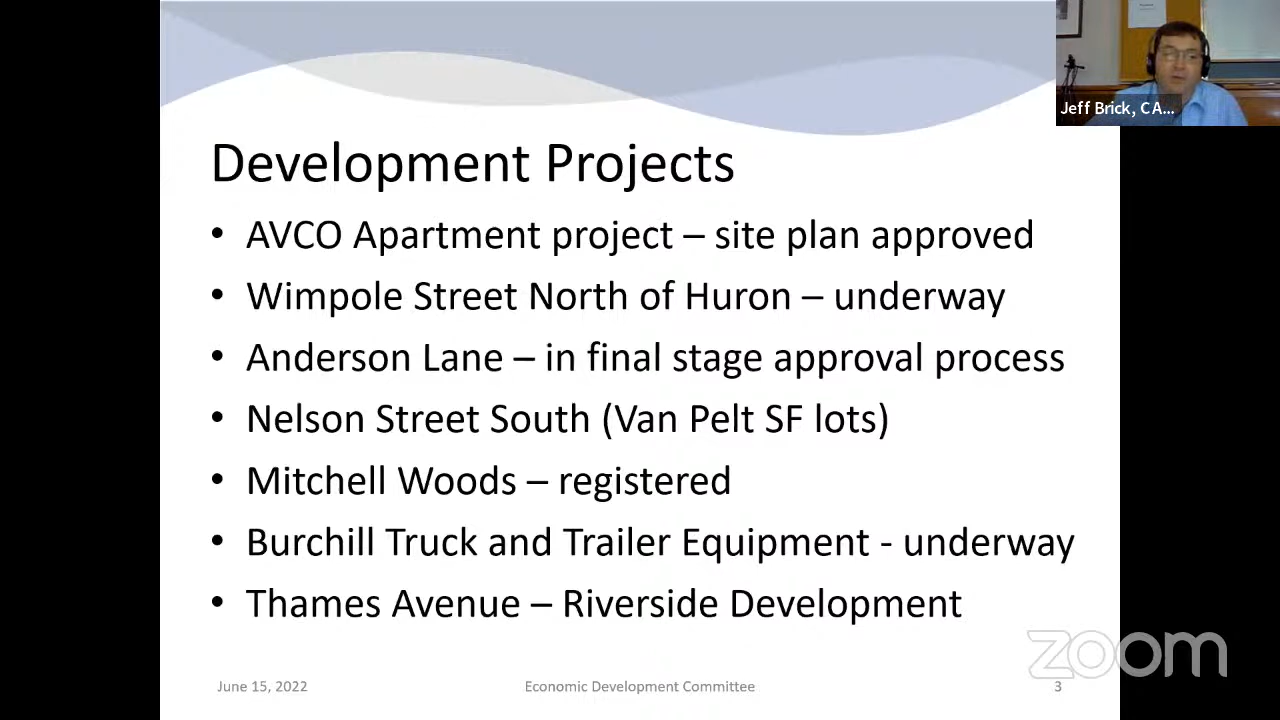 Jeff Brick, CA...
Development Projects
• AVCO Apartment project – site plan approved
• Wimpole Street North of Huron – underway
• Anderson Lane – in final stage approval process
• Nelson Street South (Van Pelt SF lots)
• Mitchell Woods – registered
• Burchill Truck and Trailer Equipment - underway
• Thames Avenue – Riverside Development
zoom
June 15, 2022
Economic Development Committee
3